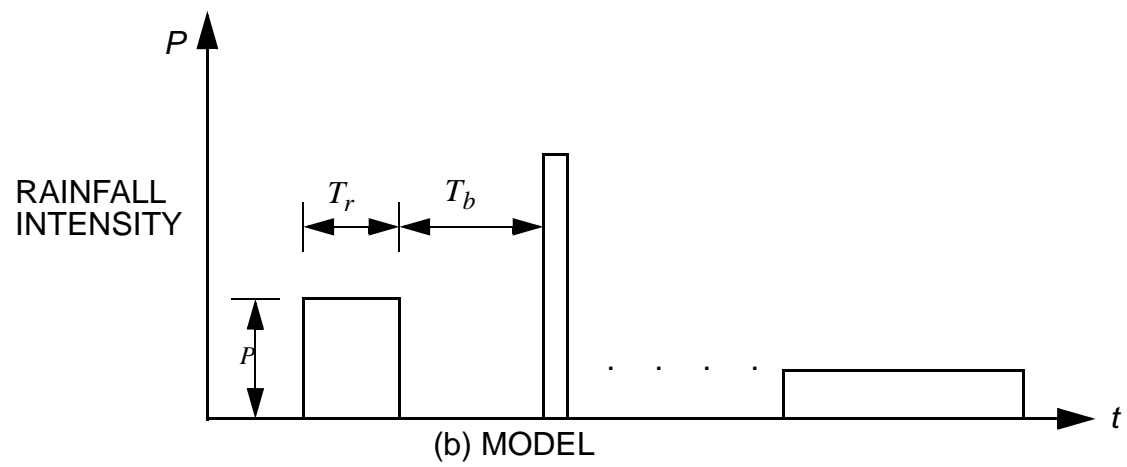 P
RAINFALL
INTENSITY
T_r
T_b
P
. . . .
t
(b) MODEL